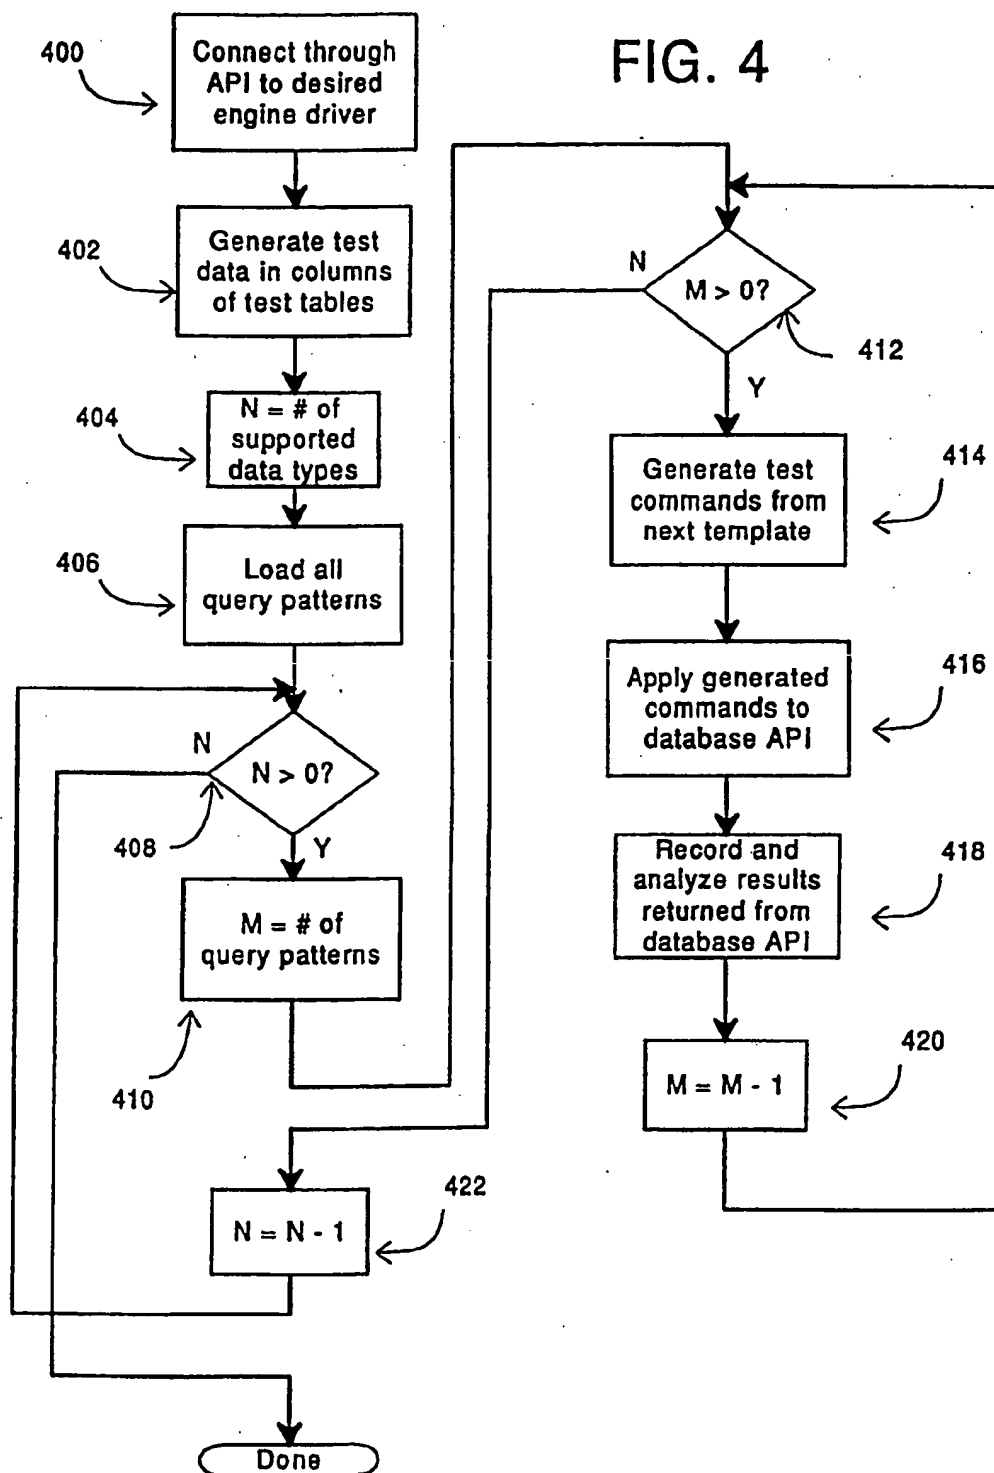 FIG. 4
400
Connect through
API to desired
engine driver
402
Generate test
data in columns
of test tables
404
N = # of
supported
data types
406
Load all
query patterns
N
N > 0?
408
Y
M = # of
query patterns
410
N
M > 0?
412
Y
Generate test
commands from
next template
414
Apply generated
commands to
database API
416
Record and
analyze results
returned from
database API
418
M = M - 1
420
N = N - 1
422
Done